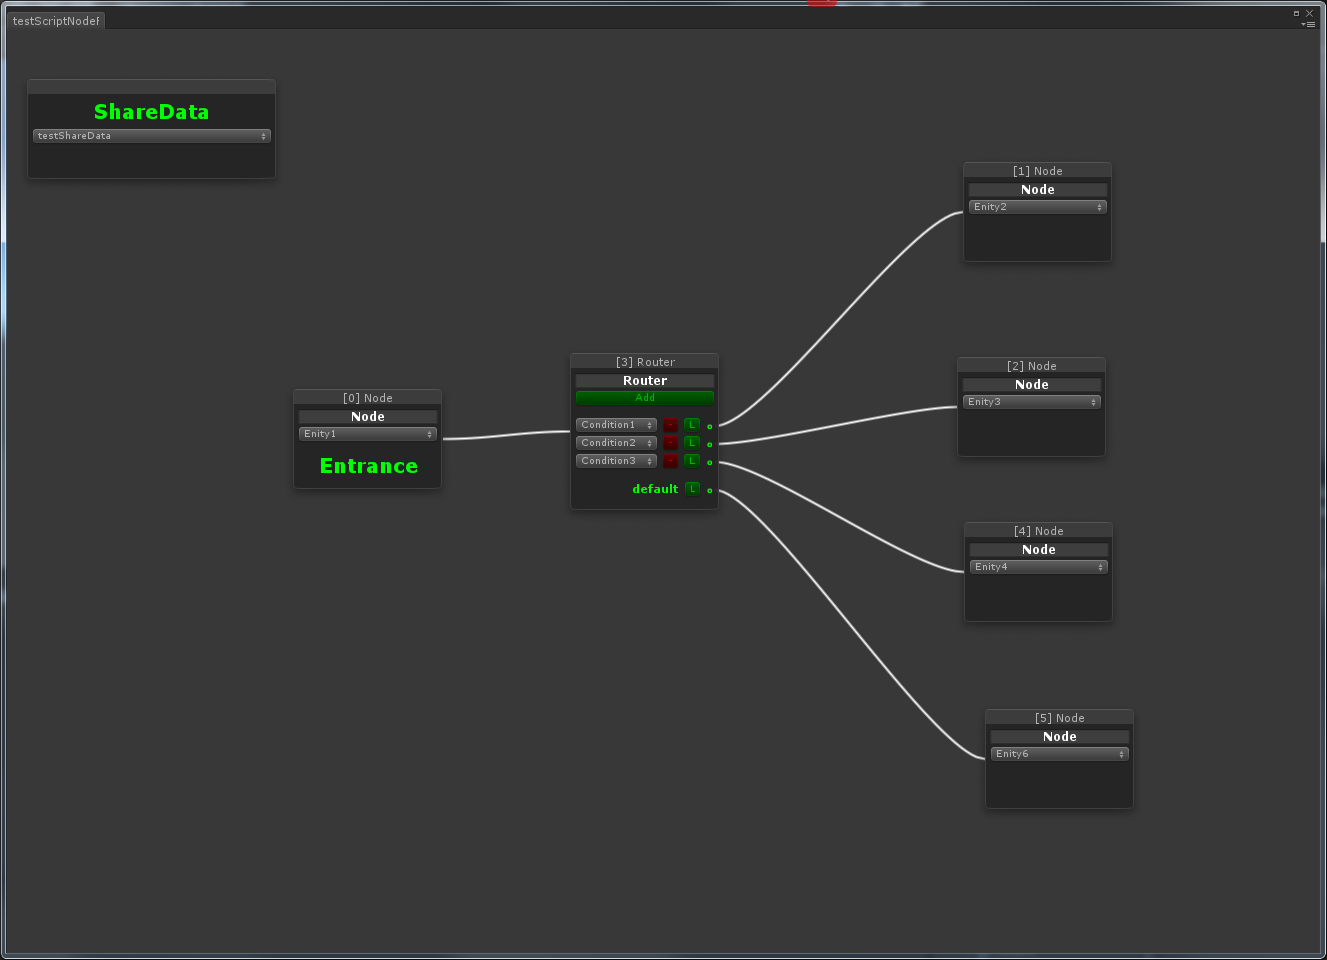 testScriptNodef
ShareData
testShareData
[0] Node
Node
Enity1
Entrance
[3] Router
Router
Add
Condition1 - L
Condition2 - L
Condition3 - L
default L
[1] Node
Node
Enity2
[2] Node
Node
Enity3
[4] Node
Node
Enity4
[5] Node
Node
Enity6